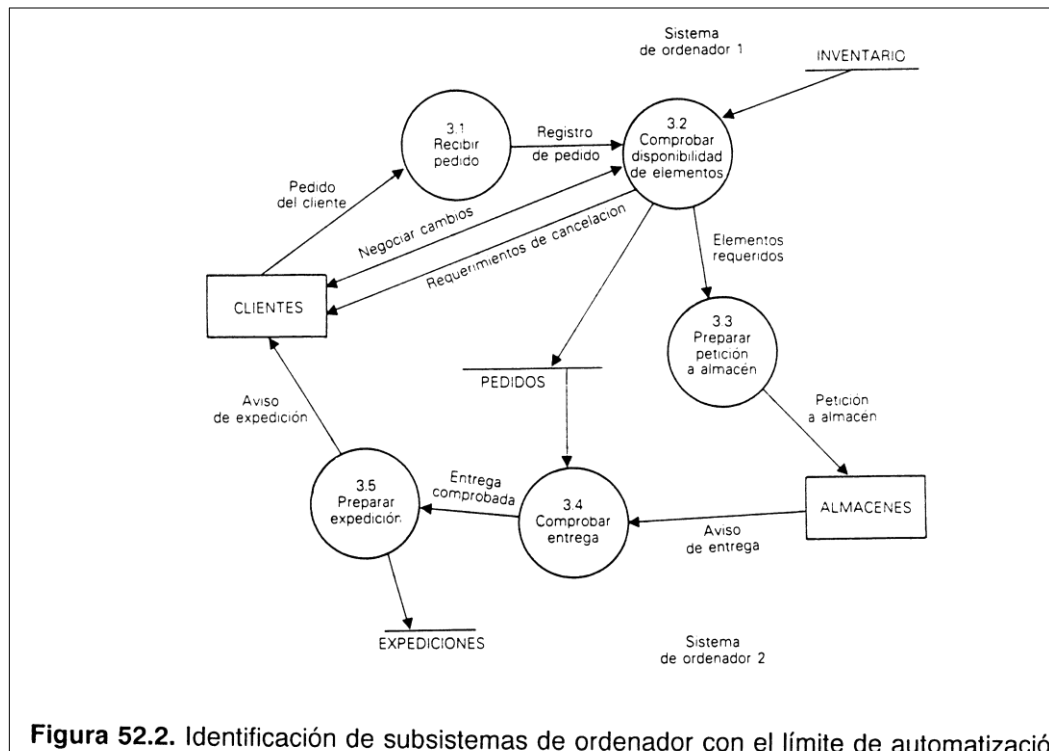 Sistema
de ordenador 1
INVENTARIO
3.1
Recibir
pedido
Registro
de pedido
3.2
Comprobar
disponibilidad
de elementos
Pedido
del cliente
Negociar cambios
Requerimientos de cancelacion
Elementos
requeridos
CLIENTES
3.3
Preparar
petición
a almacén
PEDIDOS
Aviso
de expedición
Petición
a almacén
3.5
Preparar
expedición
Entrega
comprobada
3.4
Comprobar
entrega
Aviso
de entrega
ALMACENES
EXPEDICIONES
Sistema
de ordenador 2
Figura 52.2. Identificación de subsistemas de ordenador con el límite de automatizació